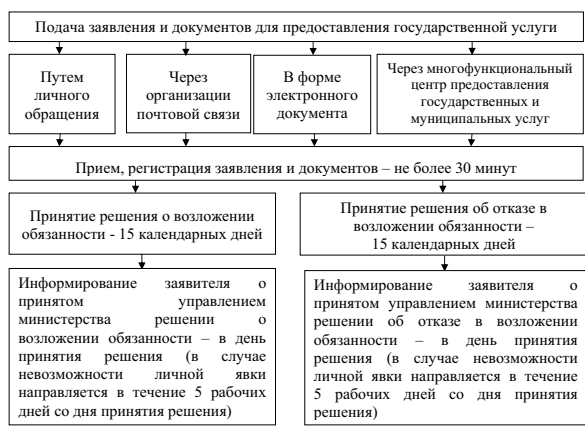 Подача заявления и документов для предоставления государственной услуги
Путем
личного
обращения
Через
организации
почтовой связи
В форме
электронного
документа
Через многофункциональный
центр предоставления
государственных и
муниципальных услуг
Прием, регистрация заявления и документов – не более 30 минут
Принятие решения о возложении
обязанности - 15 календарных дней
Принятие решения об отказе в
возложении обязанности –
15 календарных дней
Информирование заявителя о
принятом управлением
министерства решении о
возложении обязанности – в день
принятия решения (в случае
невозможности личной явки
направляется в течение 5 рабочих
дней со дня принятия решения)
Информирование заявителя о
принятом управлением министерства
решении об отказе в возложении
обязанности – в день принятия
решения (в случае невозможности
личной явки направляется в течение
5 рабочих дней со дня принятия
решения)